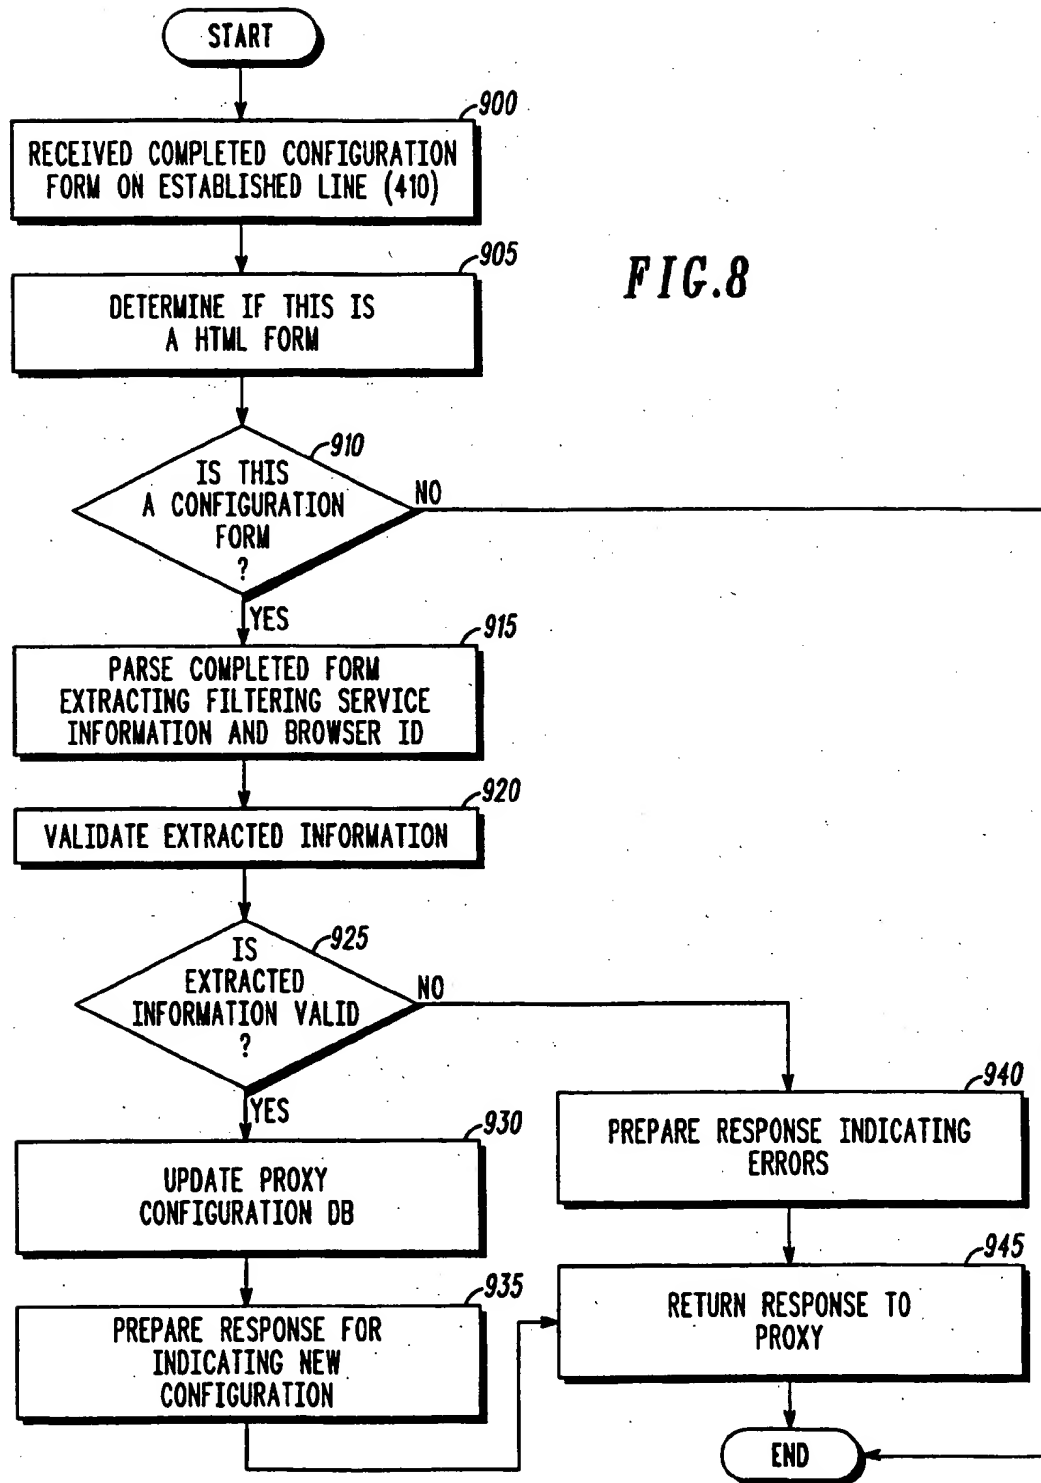 START
900
RECEIVED COMPLETED CONFIGURATION
FORM ON ESTABLISHED LINE (410)
905
DETERMINE IF THIS IS
A HTML FORM
FIG.8
910
IS THIS
A CONFIGURATION
FORM
?
NO
YES
915
PARSE COMPLETED FORM
EXTRACTING FILTERING SERVICE
INFORMATION AND BROWSER ID
920
VALIDATE EXTRACTED INFORMATION
925
IS
EXTRACTED
INFORMATION VALID
?
NO
YES
930
UPDATE PROXY
CONFIGURATION DB
935
PREPARE RESPONSE FOR
INDICATING NEW
CONFIGURATION
940
PREPARE RESPONSE INDICATING
ERRORS
945
RETURN RESPONSE TO
PROXY
END